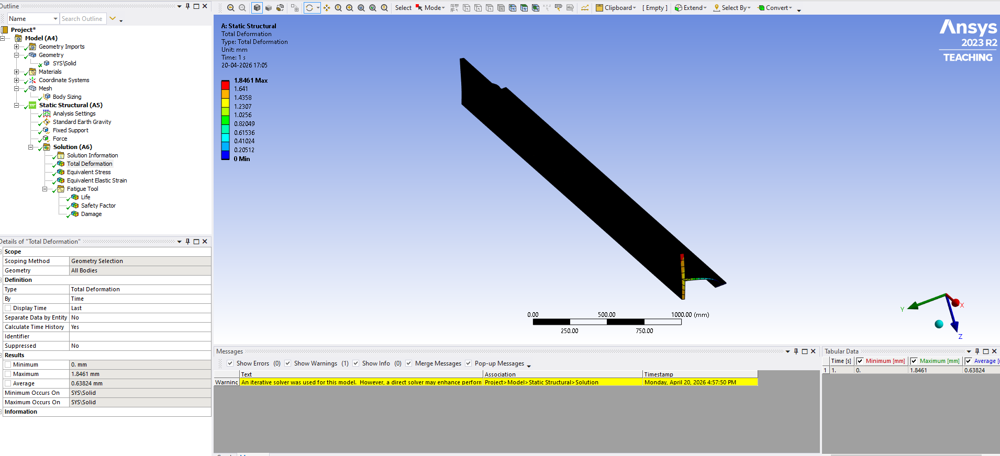 Outline
Name
Search Outline
Project*
Model (A4)
Geometry Imports
Geometry
SYS\Solid
Materials
Coordinate Systems
Mesh
Body Sizing
Static Structural (A5)
Analysis Settings
Standard Earth Gravity
Fixed Support
Force
Solution (A6)
Solution Information
Total Deformation
Equivalent Stress
Equivalent Elastic Strain
Fatigue Tool
Life
Safety Factor
Damage
Details of "Total Deformation"
Scope
Scoping Method Geometry Selection
Geometry All Bodies
Definition
Type Total Deformation
By Time
Display Time Last
Separate Data by Entity No
Calculate Time History Yes
Identifier
Suppressed No
Results
Minimum 0. mm
Maximum 1.8461 mm
Average 0.63824 mm
Minimum Occurs On SYS\Solid
Maximum Occurs On SYS\Solid
Information
Select Mode Clipboard [ Empty ] Extend Select By Convert
A: Static Structural
Total Deformation
Type: Total Deformation
Unit: mm
Time: 1 s
20-04-2026 17:05
1.8461 Max
1.641
1.4358
1.2307
1.0256
0.82049
0.61536
0.41024
0.20512
0 Min
Ansys
2023 R2
TEACHING
0.00 500.00 1000.00 (mm)
250.00 750.00
Y X
Z
Messages
Show Errors (0) Show Warnings (1) Show Info (0) Merge Messages Pop-up Messages
Text Association Timestamp
Warninc An iterative solver was used for this model. However, a direct solver may enhance perforn Project>Model>Static Structural>Solution Monday, April 20, 2026 4:57:50 PM
Tabular Data
Time [s] Minimum [mm] Maximum [mm] Average [
1 1. 0. 1.8461 0.63824